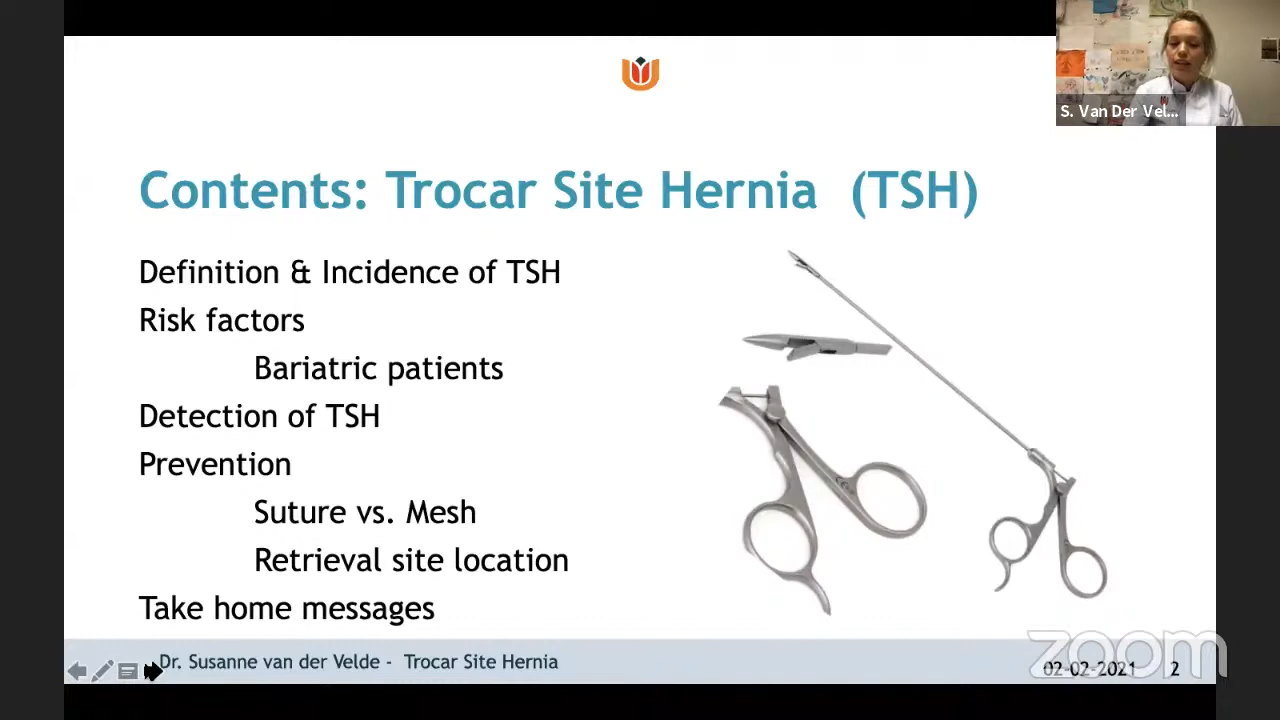 S. Van Der Vel...
Contents: Trocar Site Hernia (TSH)
Definition & Incidence of TSH
Risk factors
Bariatric patients
Detection of TSH
Prevention
Suture vs. Mesh
Retrieval site location
Take home messages
Dr. Susanne van der Velde - Trocar Site Hernia
02-02-2021 2
zoom